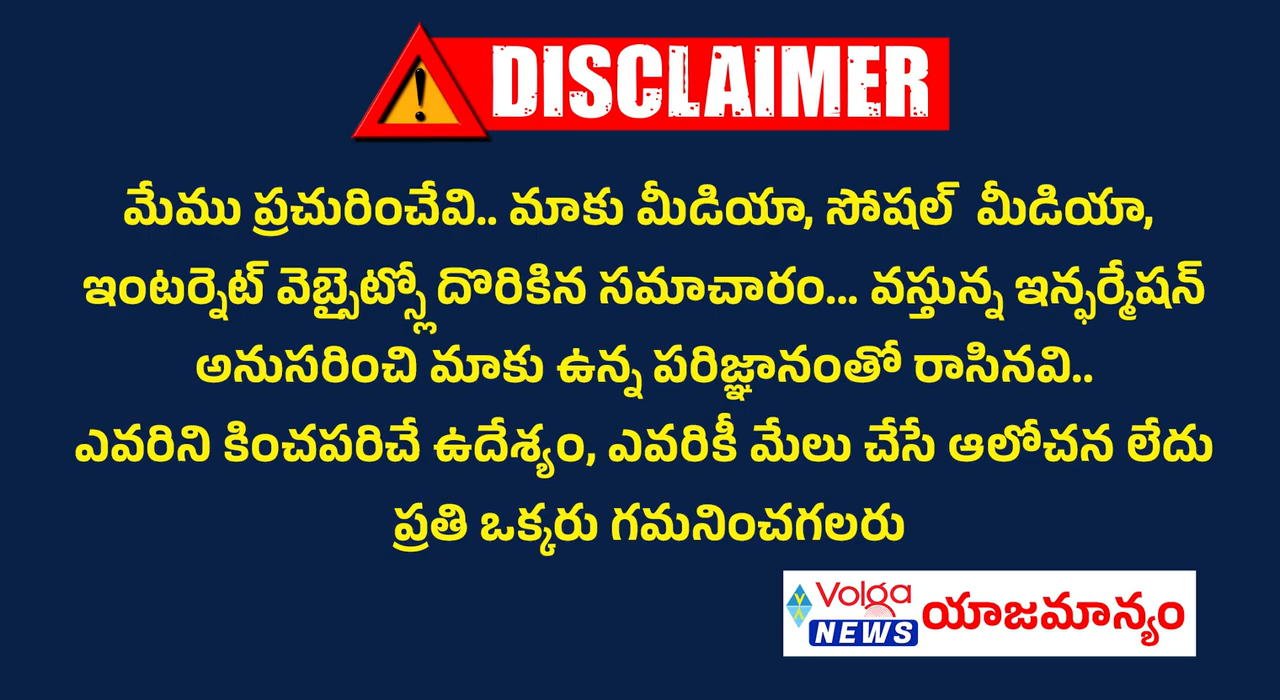 DISCLAIMER
మేము ప్రచురించేవి.. మాకు మీడియా, సోషల్ మీడియా,
ఇంటర్నెట్ వెబ్సైట్స్లో దొరికిన సమాచారం... వస్తున్న ఇన్ఫర్మేషన్
అనుసరించి మాకు ఉన్న పరిజ్ఞానంతో రాసినవి..
ఎవరిని కించపరిచే ఉదేశ్యం, ఎవరికీ మేలు చేసే ఆలోచన లేదు
ప్రతి ఒక్కరు గమనించగలరు
Volga
NEWS యాజమాన్యం